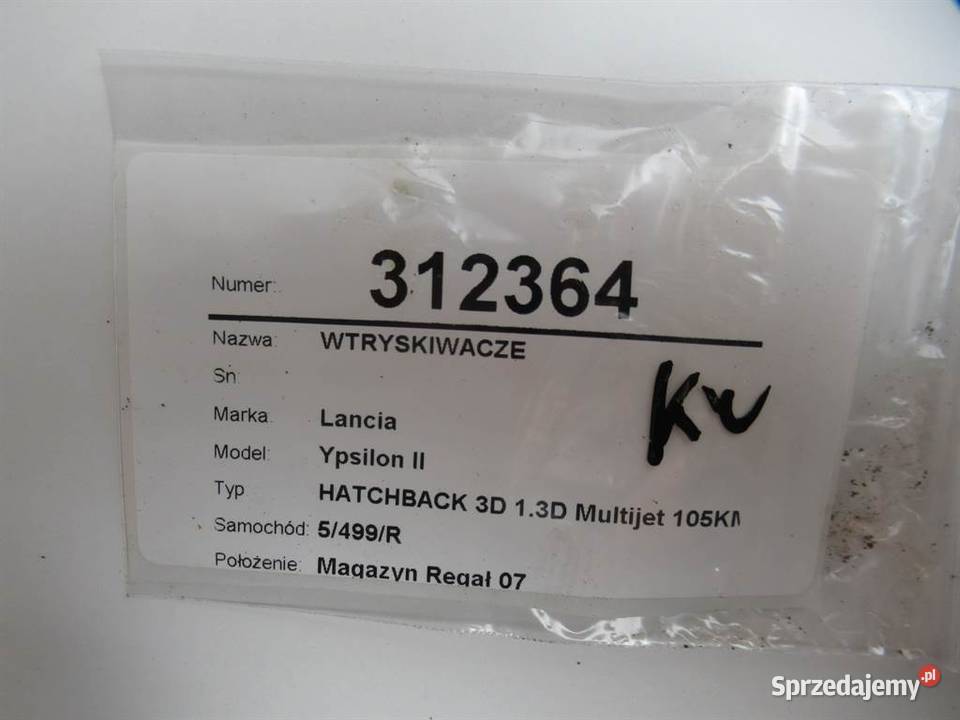 Numer: 312364
Nazwa: WTRYSKIWACZE
Sn:
Marka: Lancia
Model: Ypsilon II
Typ HATCHBACK 3D 1.3D Multijet 105KM
Samochód: 5/499/R
Położenie: Magazyn Regał 07
Sprzedajemy.pl